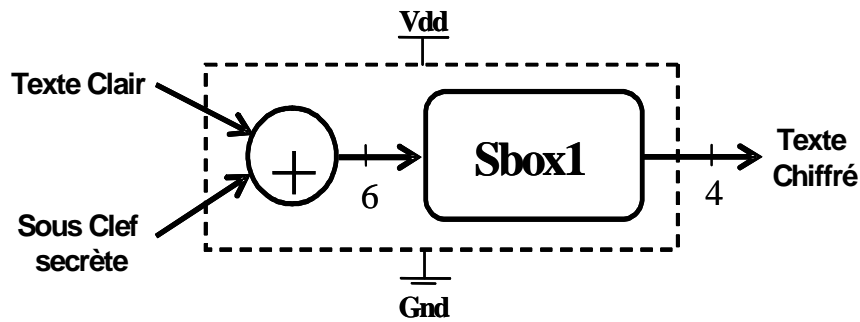 Vdd
Texte Clair
+
Sbox1
6
4
Texte
Chiffré
Sous Clef
secrète
Gnd